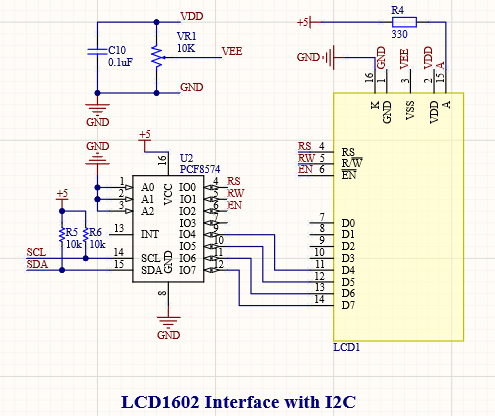 VDD
C10
0.1uF
VR1
10K
VEE
GND
GND
R4
+5
330
GND
16
GND
1
VEE
3
VDD
2
A
15
K
GND
VSS
VDD
A
RS 4 RS
RW 5 R/W
EN 6 EN
7 D0
8 D1
9 D2
10 D3
11 D4
12 D5
13 D6
14 D7
LCD1
+5
GND
16
U2
PCF8574
VCC
1 A0 IO0 4 RS
2 A1 IO1 5 RW
3 A2 IO2 6 EN
IO3 7
13 INT IO4 9
IO5 10
14 SCL IO6 11
15 SDA IO7 12
GND
8
GND
+5
R5
10k
R6
10k
SCL
SDA
LCD1602 Interface with I2C